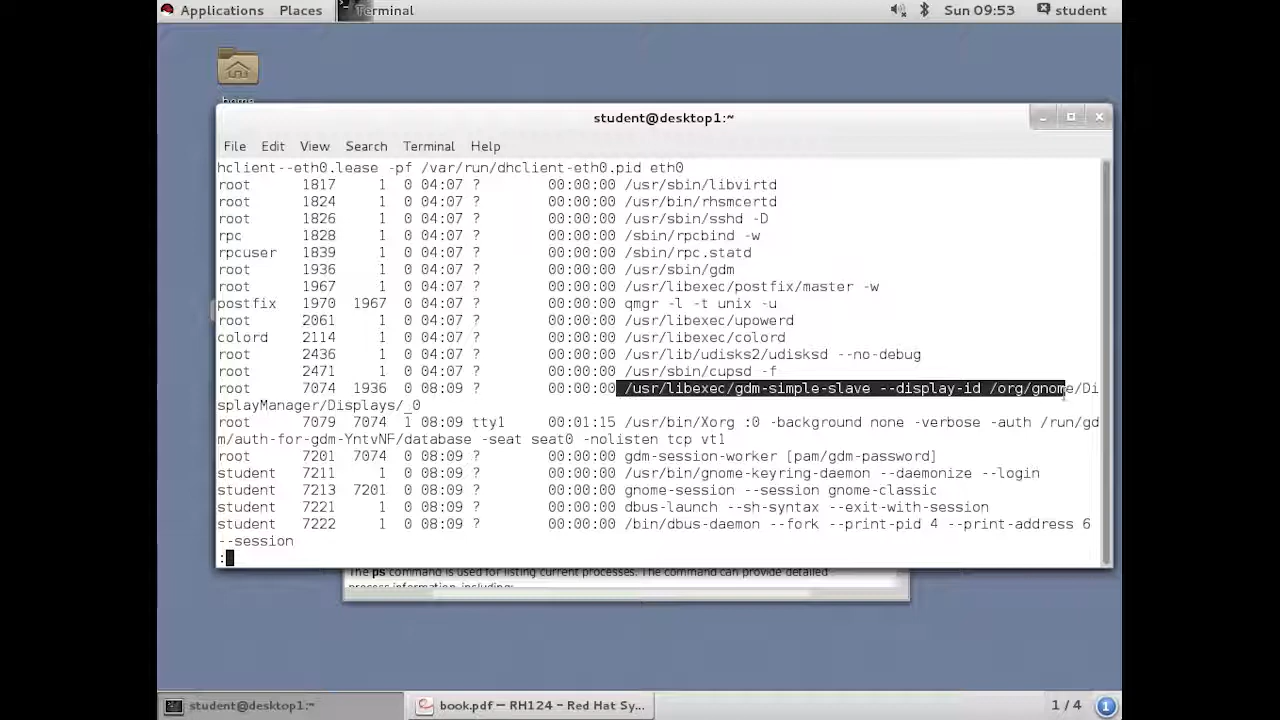 Applications Places Terminal Sun 09:53 student
home
student@desktop1:~
File Edit View Search Terminal Help
hclient--eth0.lease -pf /var/run/dhclient-eth0.pid eth0
root 1817 1 0 04:07 ? 00:00:00 /usr/sbin/libvirtd
root 1824 1 0 04:07 ? 00:00:00 /usr/bin/rhsmcertd
root 1826 1 0 04:07 ? 00:00:00 /usr/sbin/sshd -D
rpc 1828 1 0 04:07 ? 00:00:00 /sbin/rpcbind -w
rpcuser 1839 1 0 04:07 ? 00:00:00 /sbin/rpc.statd
root 1936 1 0 04:07 ? 00:00:00 /usr/sbin/gdm
root 1967 1 0 04:07 ? 00:00:00 /usr/libexec/postfix/master -w
postfix 1970 1967 0 04:07 ? 00:00:00 qmgr -l -t unix -u
root 2061 1 0 04:07 ? 00:00:00 /usr/libexec/upowerd
colord 2114 1 0 04:07 ? 00:00:00 /usr/libexec/colord
root 2436 1 0 04:07 ? 00:00:00 /usr/lib/udisks2/udisksd --no-debug
root 2471 1 0 04:07 ? 00:00:00 /usr/sbin/cupsd -f
root 7074 1936 0 08:09 ? 00:00:00 /usr/libexec/gdm-simple-slave --display-id /org/gnome/Di
splayManager/Displays/_0
root 7079 7074 1 08:09 tty1 00:01:15 /usr/bin/Xorg :0 -background none -verbose -auth /run/gd
m/auth-for-gdm-YntvNF/database -seat seat0 -nolisten tcp vt1
root 7201 7074 0 08:09 ? 00:00:00 gdm-session-worker [pam/gdm-password]
student 7211 1 0 08:09 ? 00:00:00 /usr/bin/gnome-keyring-daemon --daemonize --login
student 7213 7201 0 08:09 ? 00:00:00 gnome-session --session gnome-classic
student 7221 1 0 08:09 ? 00:00:00 dbus-launch --sh-syntax --exit-with-session
student 7222 1 0 08:09 ? 00:00:00 /bin/dbus-daemon --fork --print-pid 4 --print-address 6
--session
:
The ps command is used for listing current processes. The command can provide detailed
process information, including:
student@desktop1:~ book.pdf — RH124 – Red Hat Sy... 1 / 4 1